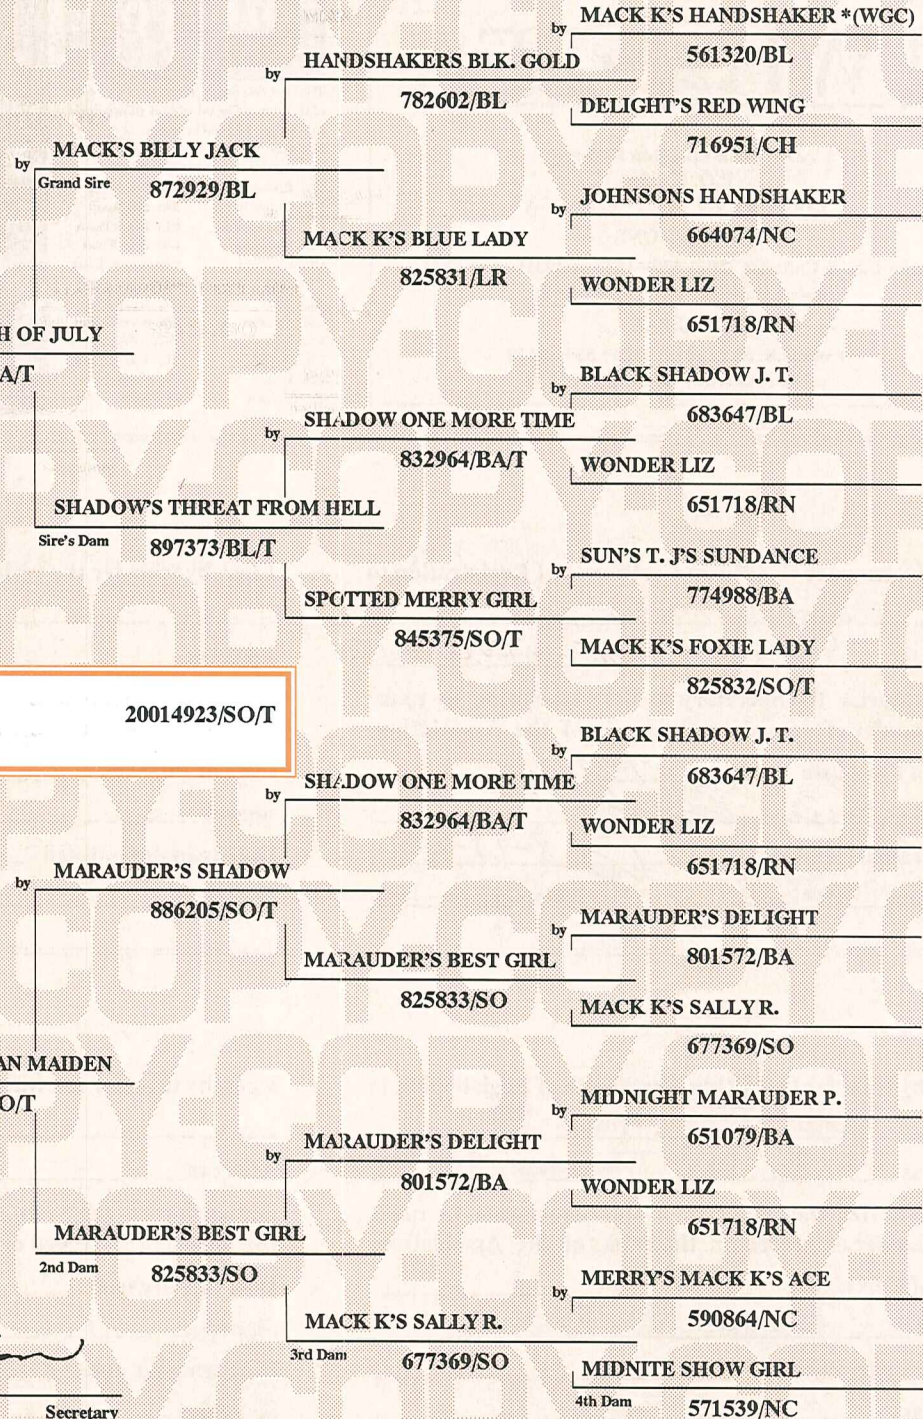 MACK K'S HANDSHAKER *(WGC)
by
561320/BL
HANDSHAKERS BLK. GOLD
by
782602/BL
DELIGHT'S RED WING
716951/CH
MACK'S BILLY JACK
by
Grand Sire
872929/BL
JOHNSONS HANDSHAKER
by
664074/NC
MACK K'S BLUE LADY
825831/LR
WONDER LIZ
651718/RN
H OF JULY
A/T
BLACK SHADOW J. T.
by
683647/BL
SHADOW ONE MORE TIME
by
832964/BA/T
WONDER LIZ
651718/RN
SHADOW'S THREAT FROM HELL
Sire's Dam
897373/BL/T
SUN'S T. J'S SUNDANCE
by
774988/BA
SPOTTED MERRY GIRL
845375/SO/T
MACK K'S FOXIE LADY
825832/SO/T
20014923/SO/T
BLACK SHADOW J. T.
by
683647/BL
SHADOW ONE MORE TIME
by
832964/BA/T
WONDER LIZ
651718/RN
MARAUDER'S SHADOW
by
886205/SO/T
MARAUDER'S DELIGHT
by
801572/BA
MARAUDER'S BEST GIRL
825833/SO
MACK K'S SALLY R.
677369/SO
AN MAIDEN
O/T
MIDNIGHT MARAUDER P.
by
651079/BA
MARAUDER'S DELIGHT
by
801572/BA
WONDER LIZ
651718/RN
MARAUDER'S BEST GIRL
2nd Dam
825833/SO
MERRY'S MACK K'S ACE
by
590864/NC
MACK K'S SALLY R.
3rd Dam
677369/SO
MIDNITE SHOW GIRL
4th Dam
571539/NC
Secretary